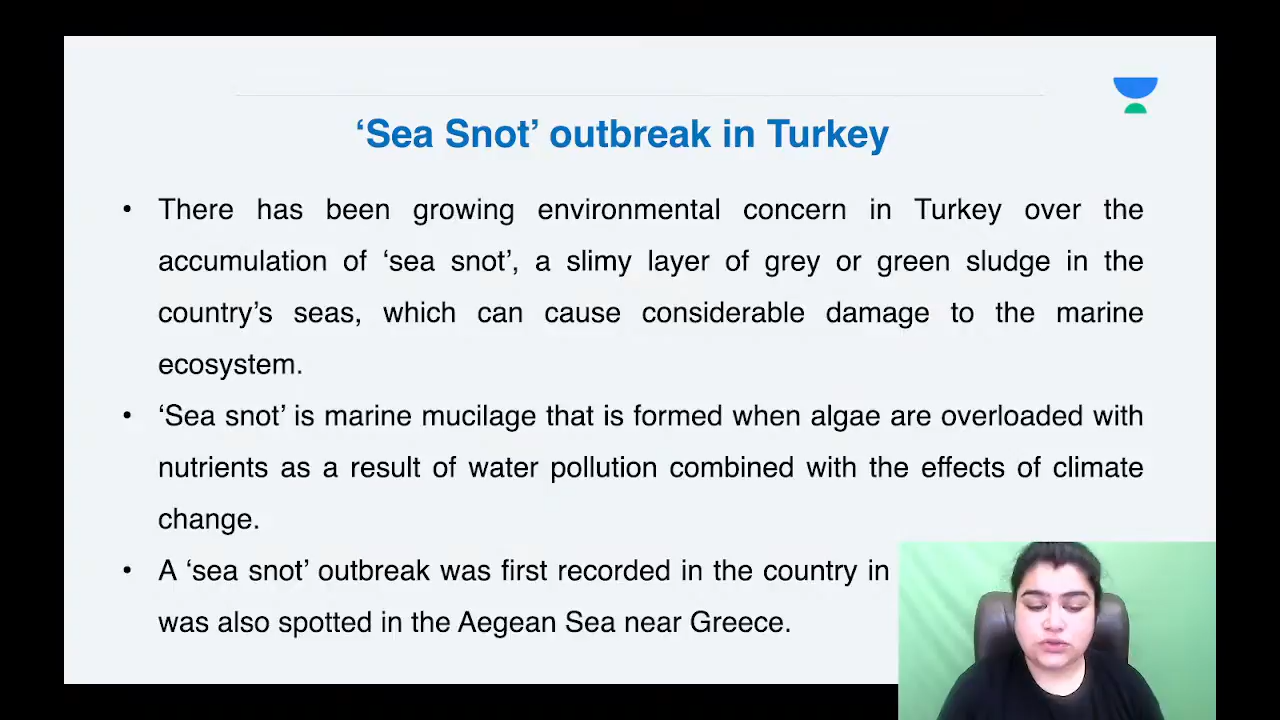 ‘Sea Snot’ outbreak in Turkey
• There has been growing environmental concern in Turkey over the
accumulation of ‘sea snot’, a slimy layer of grey or green sludge in the
country’s seas, which can cause considerable damage to the marine
ecosystem.
• ‘Sea snot’ is marine mucilage that is formed when algae are overloaded with
nutrients as a result of water pollution combined with the effects of climate
change.
• A ‘sea snot’ outbreak was first recorded in the country in
was also spotted in the Aegean Sea near Greece.